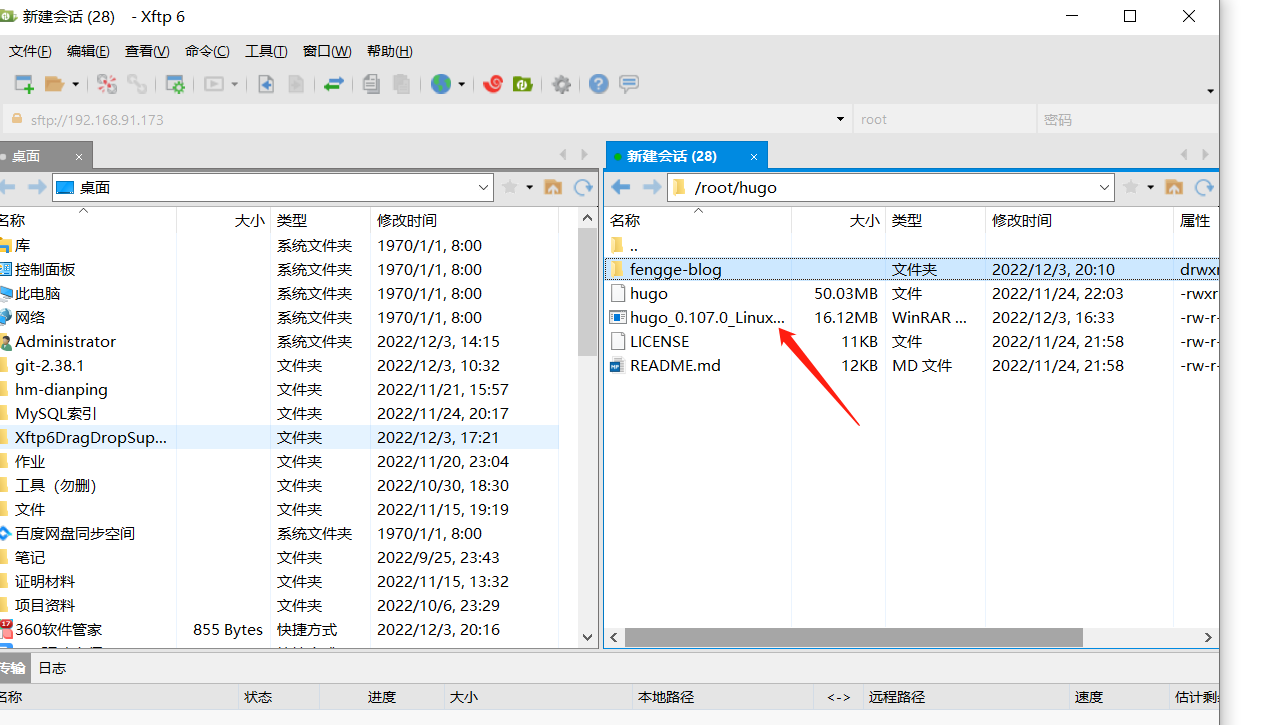 新建会话 (28) - Xftp 6
文件(F) 编辑(E) 查看(V) 命令(C) 工具(T) 窗口(W) 帮助(H)
sftp://192.168.91.173 root 密码
桌面 ×
新建会话 (28) ×
桌面
/root/hugo
名称 大小 类型 修改时间
库 系统文件夹 1970/1/1, 8:00
控制面板 系统文件夹 1970/1/1, 8:00
此电脑 系统文件夹 1970/1/1, 8:00
网络 系统文件夹 1970/1/1, 8:00
Administrator 系统文件夹 2022/12/3, 14:15
git-2.38.1 文件夹 2022/12/3, 10:32
hm-dianping 文件夹 2022/11/21, 15:57
MySQL索引 文件夹 2022/11/24, 20:17
Xftp6DragDropSup... 文件夹 2022/12/3, 17:21
作业 文件夹 2022/11/20, 23:04
工具（勿删） 文件夹 2022/10/30, 18:30
文件 文件夹 2022/11/15, 19:19
百度网盘同步空间 系统文件夹 1970/1/1, 8:00
笔记 文件夹 2022/9/25, 23:43
证明材料 文件夹 2022/11/15, 13:32
项目资料 文件夹 2022/10/6, 23:29
360软件管家 855 Bytes 快捷方式 2022/12/3, 20:16
名称 大小 类型 修改时间 属性
..
fengge-blog 文件夹 2022/12/3, 20:10 drwxr
hugo 50.03MB 文件 2022/11/24, 22:03 -rwxr
hugo_0.107.0_Linux... 16.12MB WinRAR ... 2022/12/3, 16:33 -rw-r-
LICENSE 11KB 文件 2022/11/24, 21:58 -rw-r-
README.md 12KB MD 文件 2022/11/24, 21:58 -rw-r-
传输 日志
名称 状态 进度 大小 本地路径 <-> 远程路径 速度 估计剩